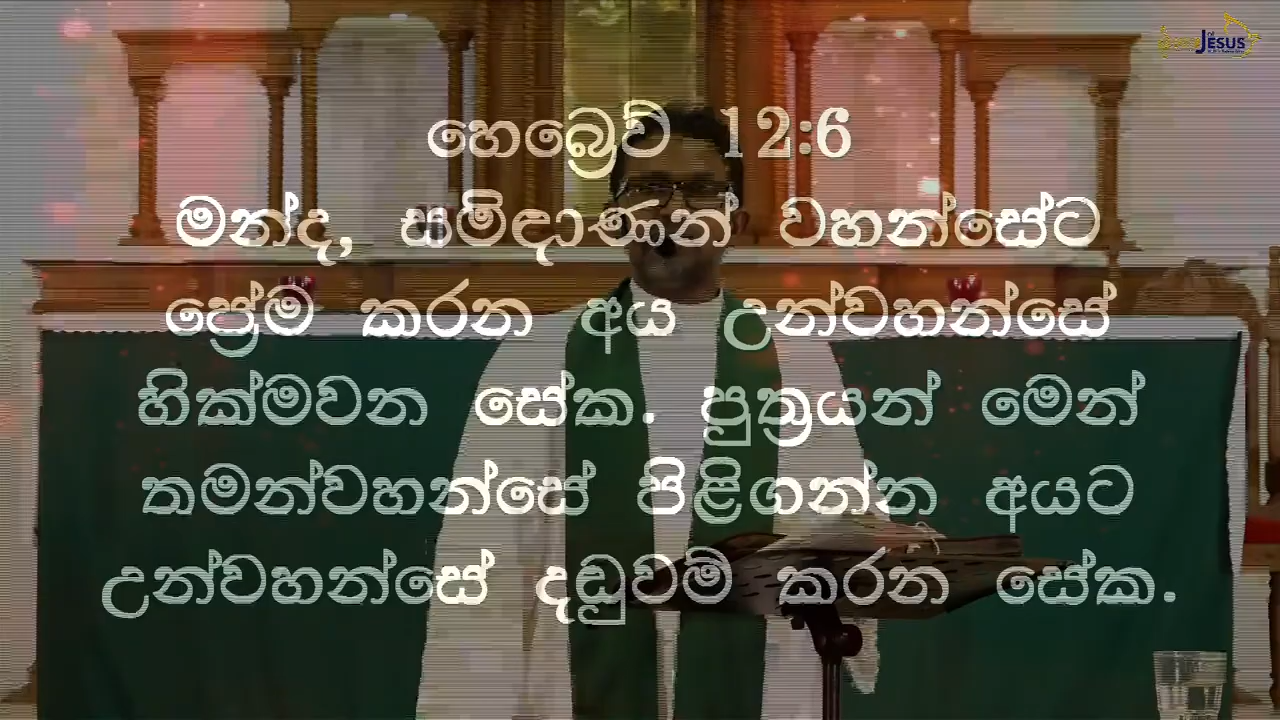 JESUS
හෙබ්‍රෙව් 12:6
මන්ද, සමිඳාණන් වහන්සේට
ප්‍රේම කරන අය උන්වහන්සේ
හික්මවන සේක. පුත්‍රයන් මෙන්
තමන්වහන්සේ පිළිගන්න අයට
උන්වහන්සේ දඬුවම් කරන සේක.